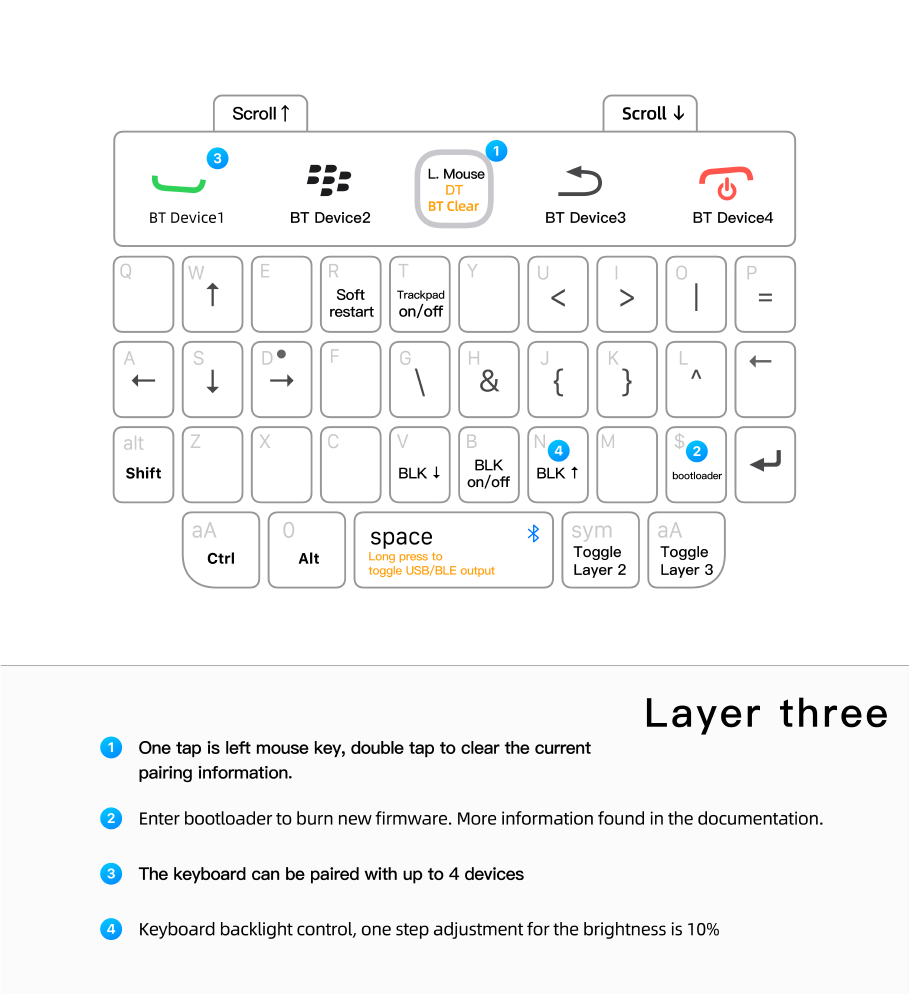 Scroll ↑
Scroll ↓
3
1
L. Mouse
DT
BT Clear
BT Device1
BT Device2
BT Device3
BT Device4
Q
W
↑
E
R
Soft
restart
T
Trackpad
on/off
Y
U
<
I
>
O
|
P
=
A
←
S
↓
D
→
F
G
\
H
&
J
{
K
}
L
^
←
alt
Shift
Z
X
C
V
BLK ↓
B
BLK
on/off
N
4
BLK ↑
M
$
2
bootloader
↵
aA
Ctrl
0
Alt
space
Long press to
toggle USB/BLE output
sym
Toggle
Layer 2
aA
Toggle
Layer 3
Layer three
1 One tap is left mouse key, double tap to clear the current
pairing information.
2 Enter bootloader to burn new firmware. More information found in the documentation.
3 The keyboard can be paired with up to 4 devices
4 Keyboard backlight control, one step adjustment for the brightness is 10%